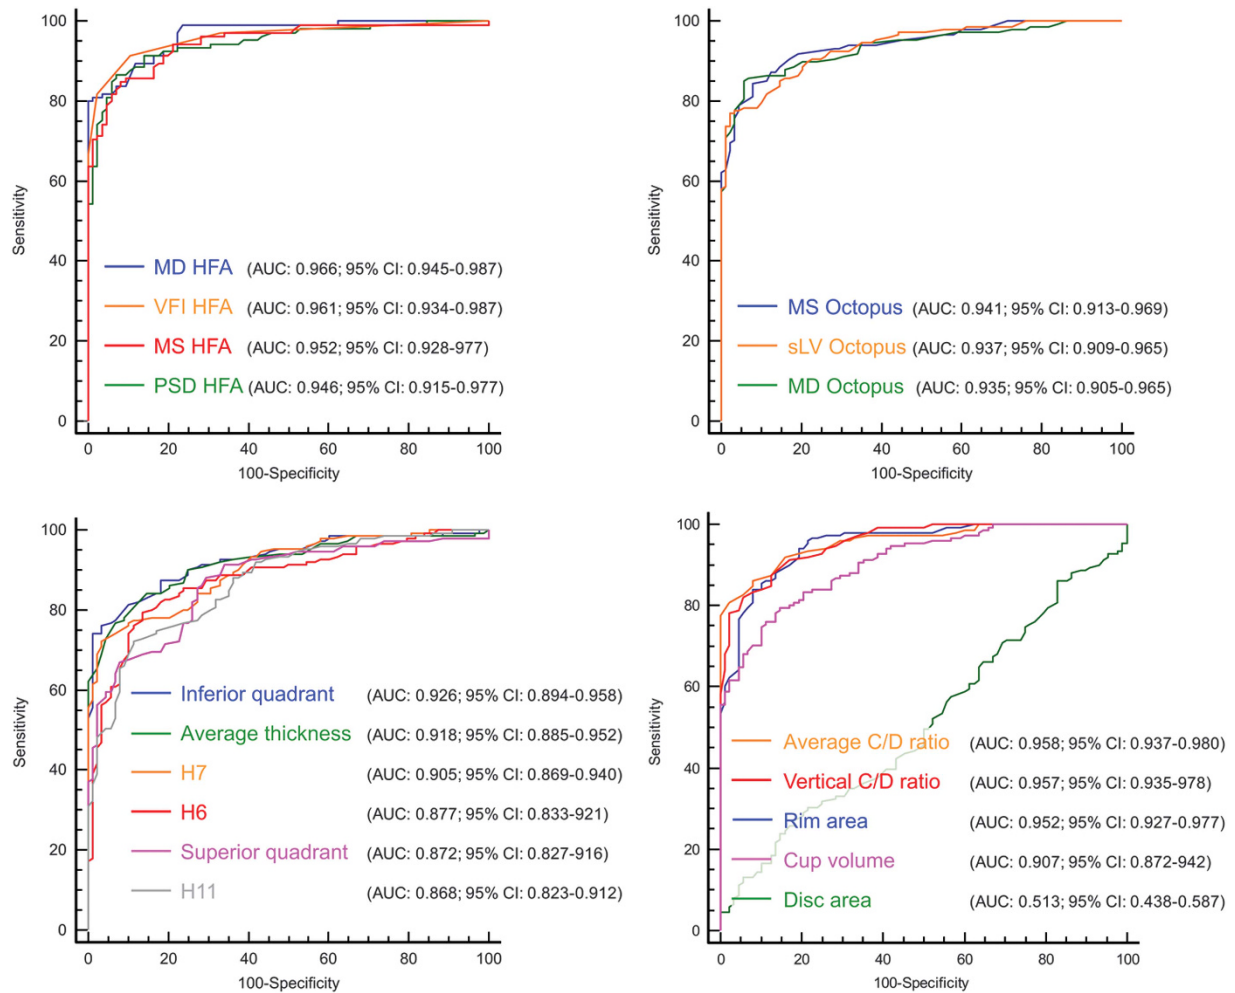 100
80
60
40
20
0
Sensitivity
MD HFA (AUC: 0.966; 95% CI: 0.945-0.987)
VFI HFA (AUC: 0.961; 95% CI: 0.934-0.987)
MS HFA (AUC: 0.952; 95% CI: 0.928-977)
PSD HFA (AUC: 0.946; 95% CI: 0.915-0.977)
0 20 40 60 80 100
100-Specificity
100
80
60
40
20
0
Sensitivity
MS Octopus (AUC: 0.941; 95% CI: 0.913-0.969)
sLV Octopus (AUC: 0.937; 95% CI: 0.909-0.965)
MD Octopus (AUC: 0.935; 95% CI: 0.905-0.965)
0 20 40 60 80 100
100-Specificity
100
80
60
40
20
0
Sensitivity
Inferior quadrant (AUC: 0.926; 95% CI: 0.894-0.958)
Average thickness (AUC: 0.918; 95% CI: 0.885-0.952)
H7 (AUC: 0.905; 95% CI: 0.869-0.940)
H6 (AUC: 0.877; 95% CI: 0.833-921)
Superior quadrant (AUC: 0.872; 95% CI: 0.827-916)
H11 (AUC: 0.868; 95% CI: 0.823-0.912)
0 20 40 60 80 100
100-Specificity
100
80
60
40
20
0
Sensitivity
Average C/D ratio (AUC: 0.958; 95% CI: 0.937-0.980)
Vertical C/D ratio (AUC: 0.957; 95% CI: 0.935-978)
Rim area (AUC: 0.952; 95% CI: 0.927-0.977)
Cup volume (AUC: 0.907; 95% CI: 0.872-942)
Disc area (AUC: 0.513; 95% CI: 0.438-0.587)
0 20 40 60 80 100
100-Specificity